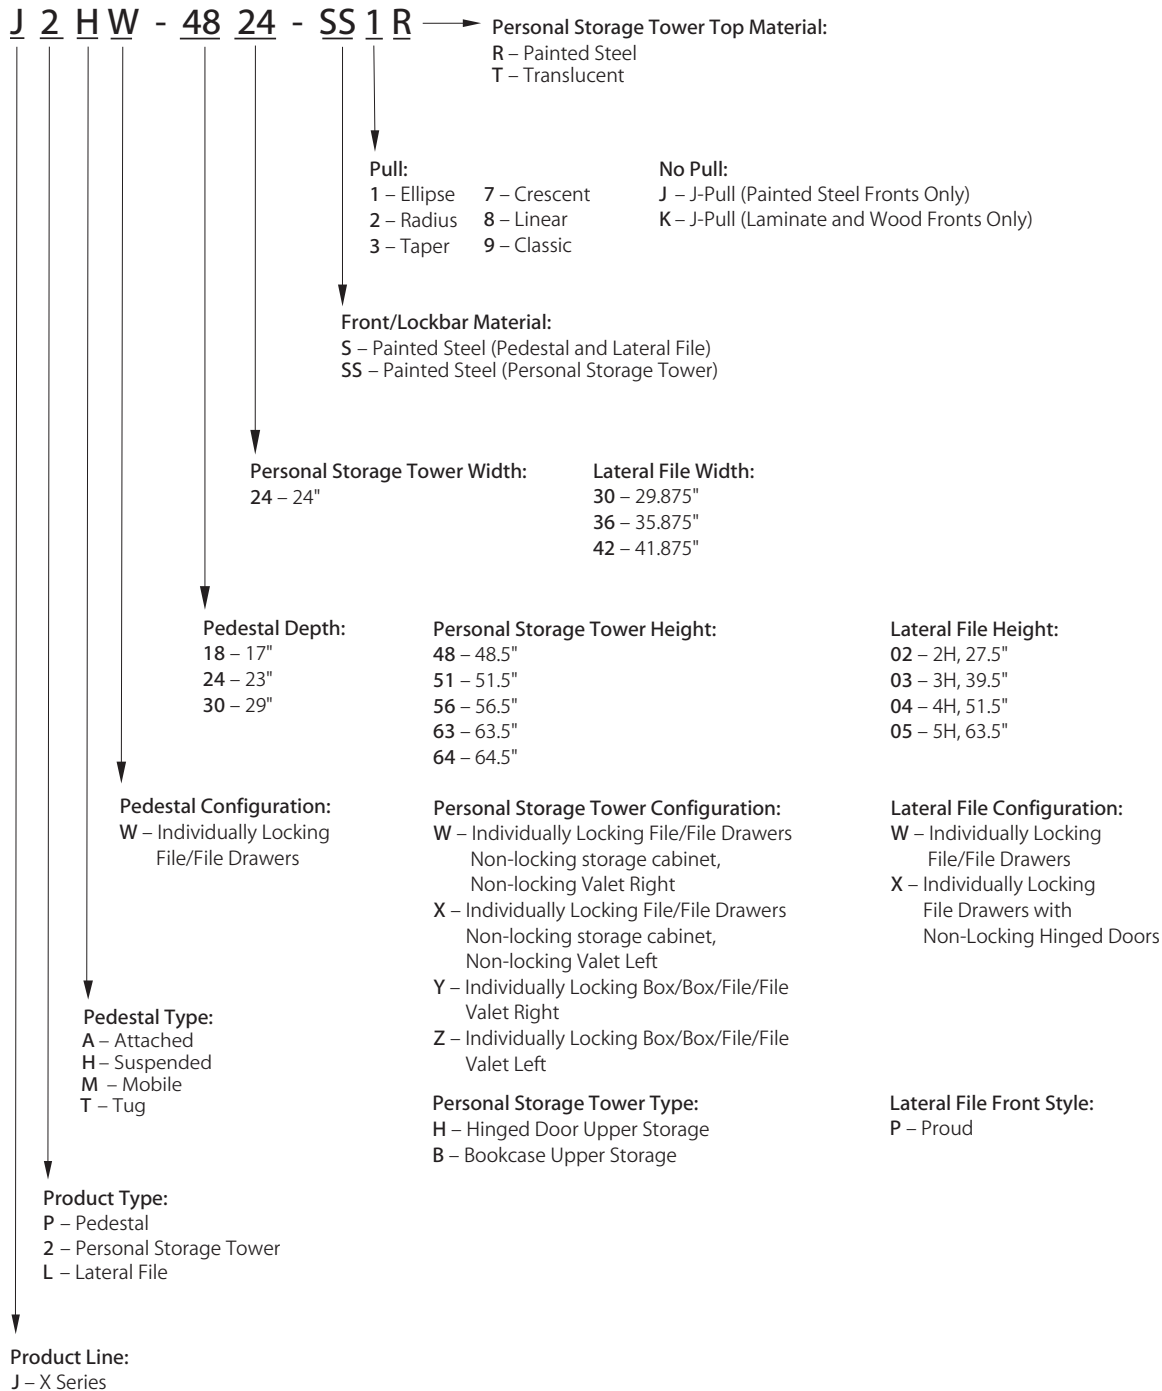 J 2 H W - 48 24 - SS 1 R
Personal Storage Tower Top Material:
R – Painted Steel
T – Translucent
Pull:
1 – Ellipse
2 – Radius
3 – Taper
7 – Crescent
8 – Linear
9 – Classic
No Pull:
J – J-Pull (Painted Steel Fronts Only)
K – J-Pull (Laminate and Wood Fronts Only)
Front/Lockbar Material:
S – Painted Steel (Pedestal and Lateral File)
SS – Painted Steel (Personal Storage Tower)
Personal Storage Tower Width:
24 – 24"
Lateral File Width:
30 – 29.875"
36 – 35.875"
42 – 41.875"
Pedestal Depth:
18 – 17"
24 – 23"
30 – 29"
Personal Storage Tower Height:
48 – 48.5"
51 – 51.5"
56 – 56.5"
63 – 63.5"
64 – 64.5"
Lateral File Height:
02 – 2H, 27.5"
03 – 3H, 39.5"
04 – 4H, 51.5"
05 – 5H, 63.5"
Pedestal Configuration:
W – Individually Locking
File/File Drawers
Personal Storage Tower Configuration:
W – Individually Locking File/File Drawers
Non-locking storage cabinet,
Non-locking Valet Right
X – Individually Locking File/File Drawers
Non-locking storage cabinet,
Non-locking Valet Left
Y – Individually Locking Box/Box/File/File
Valet Right
Z – Individually Locking Box/Box/File/File
Valet Left
Lateral File Configuration:
W – Individually Locking
File/File Drawers
X – Individually Locking
File Drawers with
Non-Locking Hinged Doors
Pedestal Type:
A – Attached
H – Suspended
M – Mobile
T – Tug
Personal Storage Tower Type:
H – Hinged Door Upper Storage
B – Bookcase Upper Storage
Lateral File Front Style:
P – Proud
Product Type:
P – Pedestal
2 – Personal Storage Tower
L – Lateral File
Product Line:
J – X Series